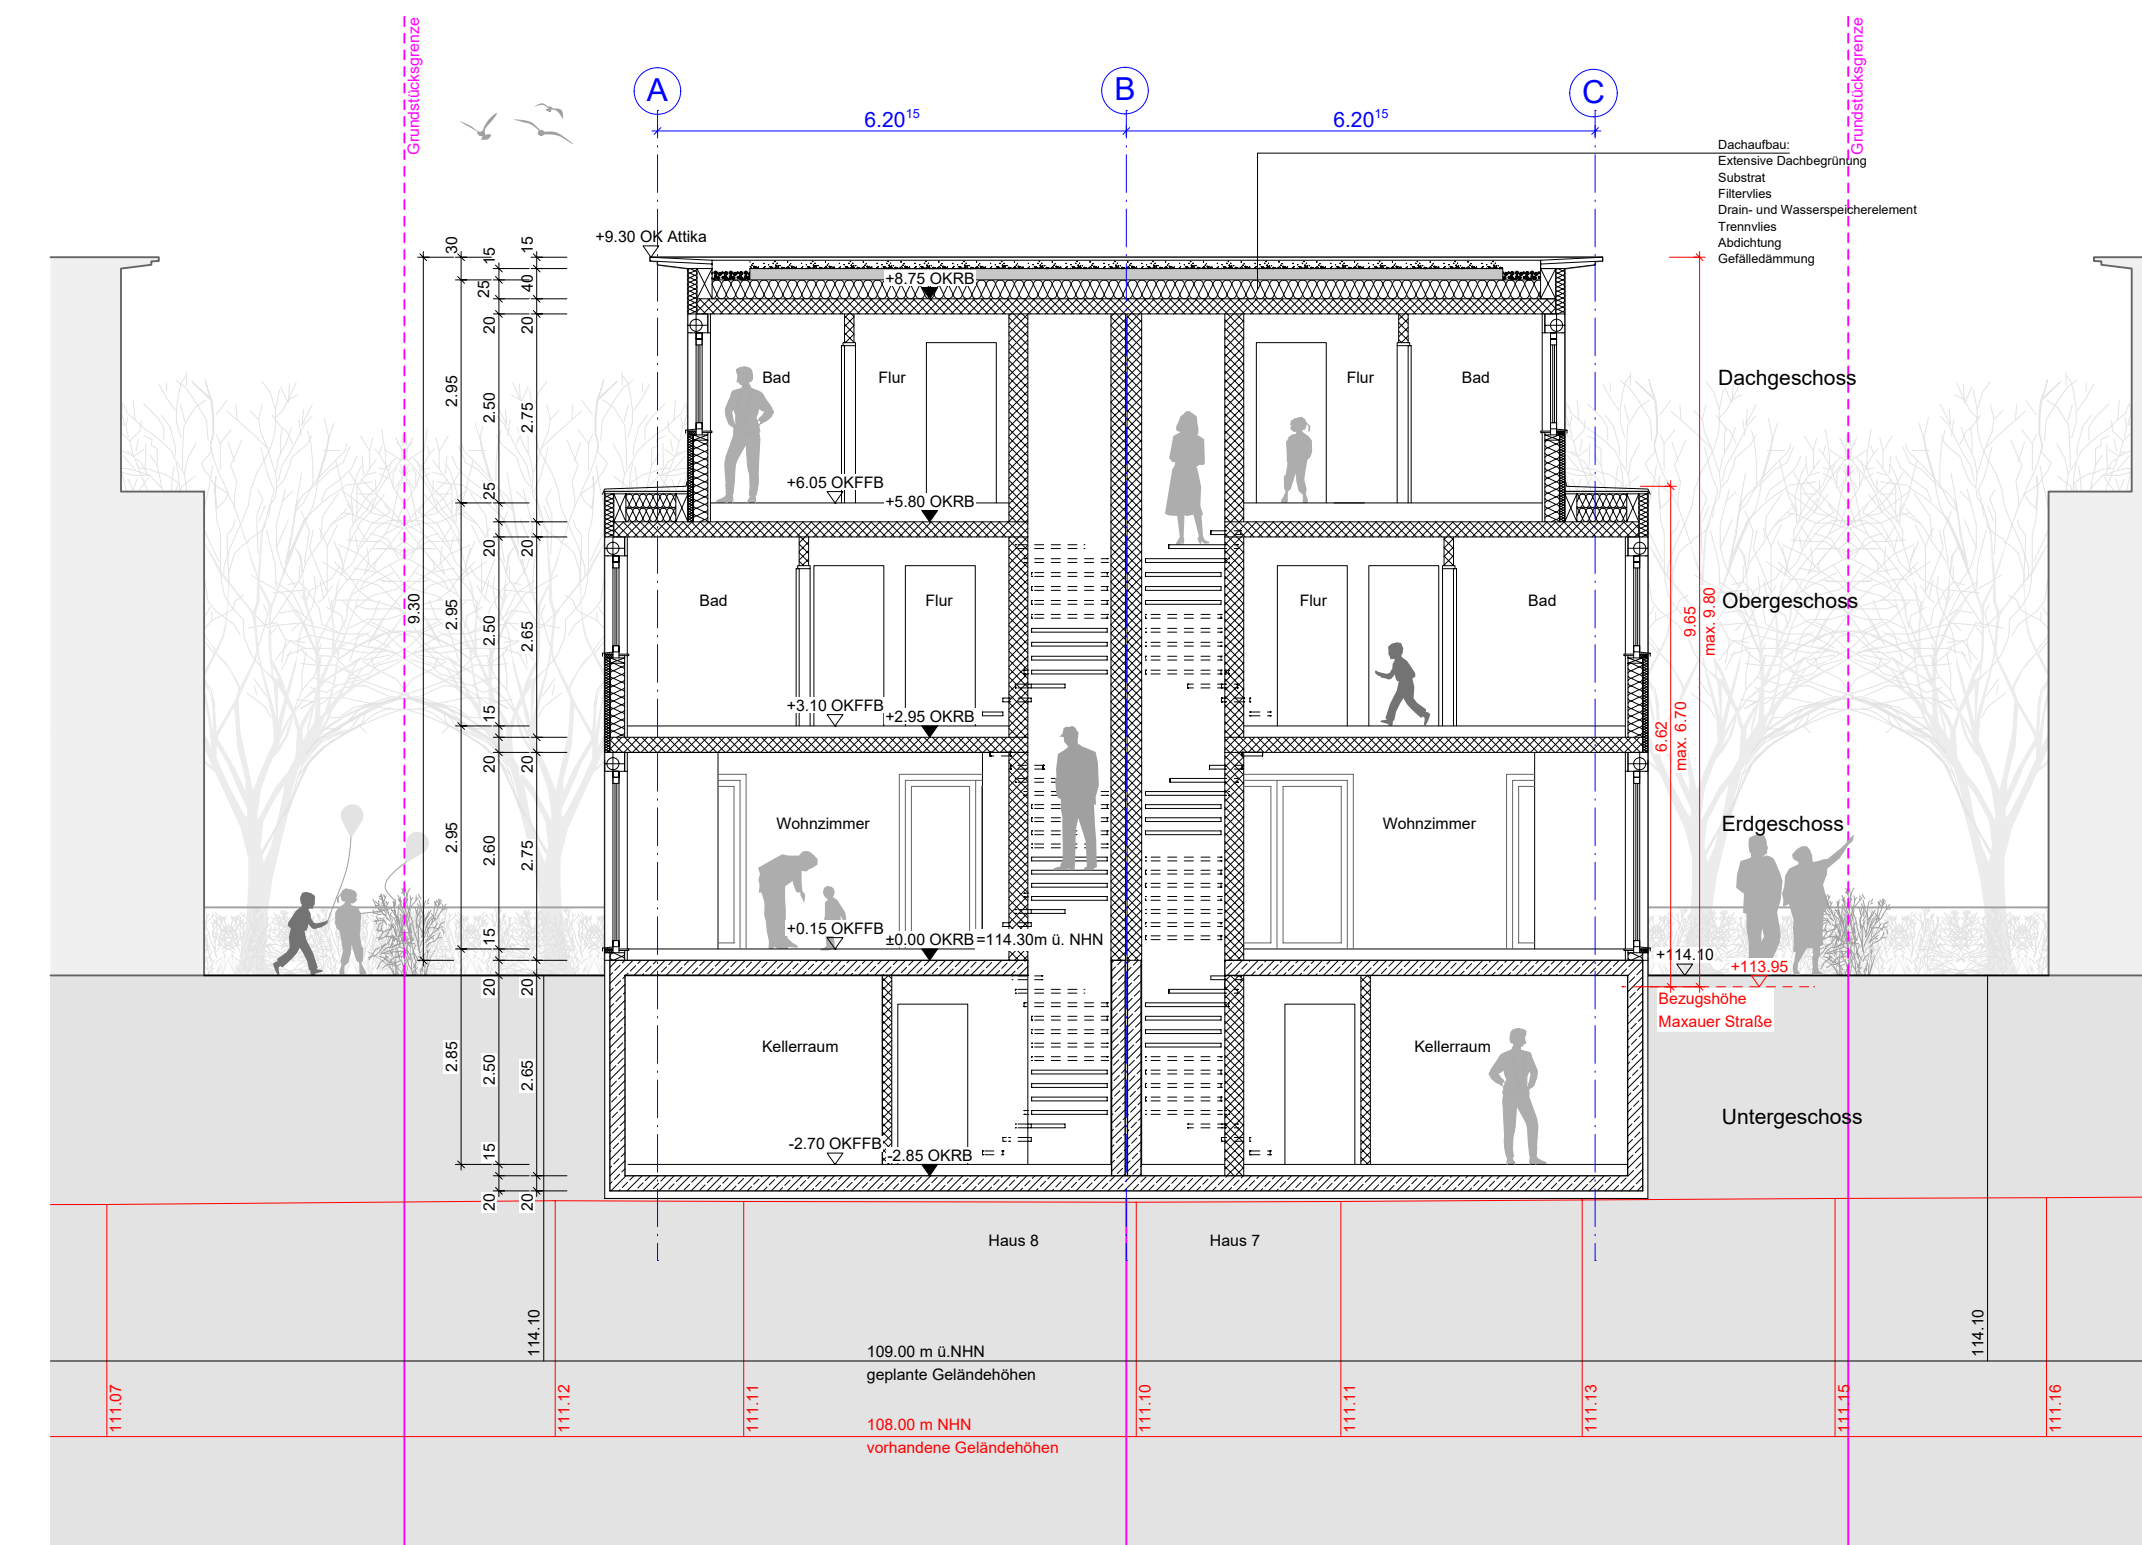 Grundstücksgrenze
Grundstücksgrenze
A
B
C
6.20¹⁵
6.20¹⁵
Dachaufbau:
Extensive Dachbegrünung
Substrat
Filtervlies
Drain- und Wasserspeicherelement
Trennvlies
Abdichtung
Gefälledämmung
+9.30 OK Attika
30
15
15
25
40
20
20
+8.75 OKRB
Bad
Flur
Flur
Bad
Dachgeschoss
2.95
2.50
2.75
25
+6.05 OKFFB
+5.80 OKRB
20
20
9.30
2.95
2.50
2.65
Bad
Flur
Flur
Bad
Obergeschoss
9.65
max. 9.80
6.62
max. 6.70
15
+3.10 OKFFB
+2.95 OKRB
20
20
2.95
2.60
2.75
Wohnzimmer
Wohnzimmer
Erdgeschoss
15
+0.15 OKFFB
±0.00 OKRB =114.30m ü. NHN
+114.10
+113.95
Bezugshöhe
Maxauer Straße
20
20
2.85
2.50
2.65
Kellerraum
Kellerraum
Untergeschoss
15
-2.70 OKFFB
-2.85 OKRB
20
20
Haus 8
Haus 7
114.10
114.10
109.00 m ü.NHN
geplante Geländehöhen
111.07
111.12
111.11
111.10
111.11
111.13
111.15
111.16
108.00 m NHN
vorhandene Geländehöhen